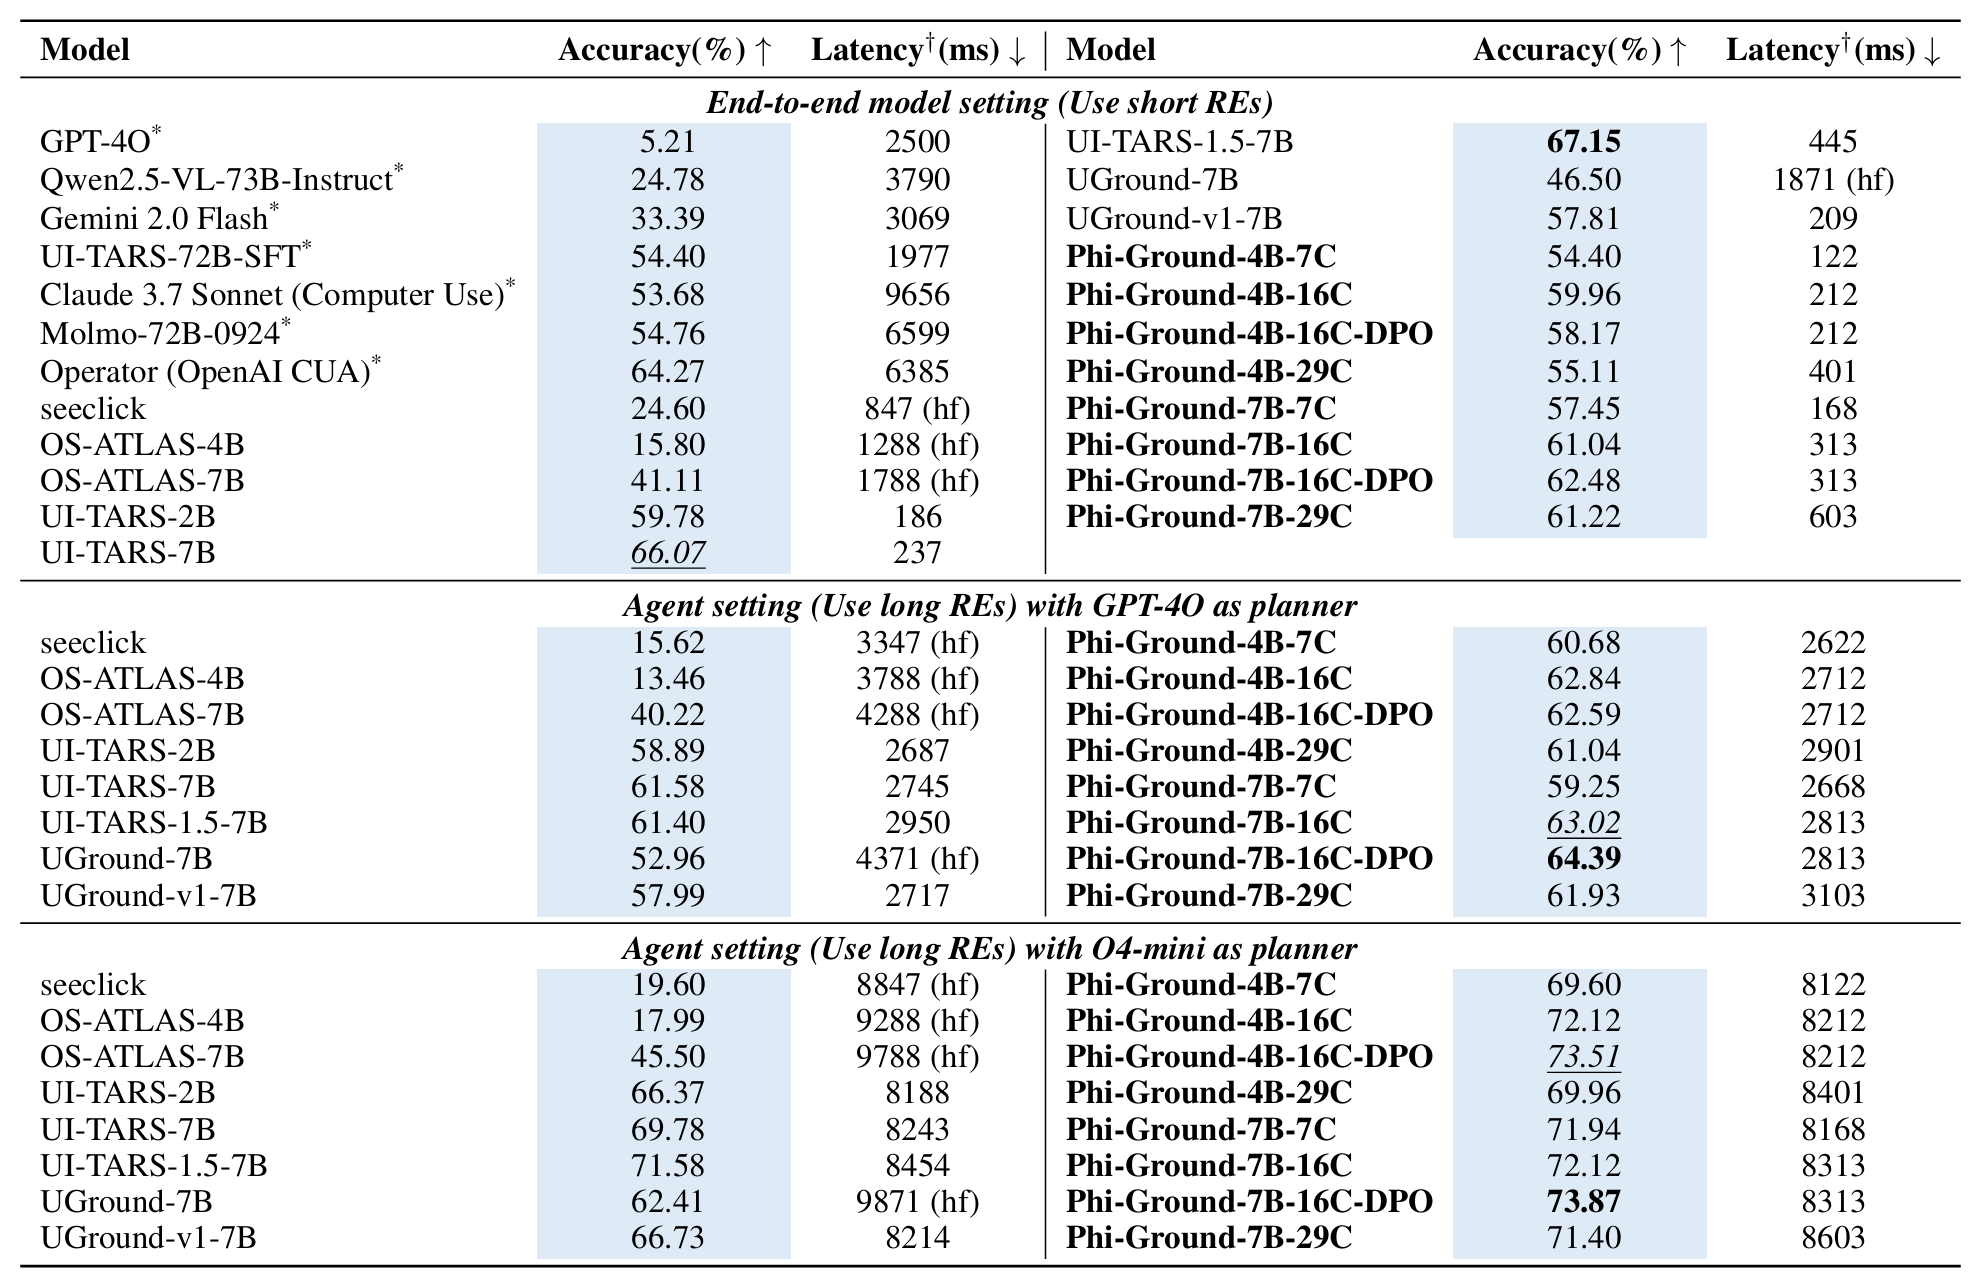 Model Accuracy(%) ↑ Latency†(ms) ↓ Model Accuracy(%) ↑ Latency†(ms) ↓
End-to-end model setting (Use short REs)
GPT-4O* 5.21 2500 UI-TARS-1.5-7B 67.15 445
Qwen2.5-VL-73B-Instruct* 24.78 3790 UGround-7B 46.50 1871 (hf)
Gemini 2.0 Flash* 33.39 3069 UGround-v1-7B 57.81 209
UI-TARS-72B-SFT* 54.40 1977 Phi-Ground-4B-7C 54.40 122
Claude 3.7 Sonnet (Computer Use)* 53.68 9656 Phi-Ground-4B-16C 59.96 212
Molmo-72B-0924* 54.76 6599 Phi-Ground-4B-16C-DPO 58.17 212
Operator (OpenAI CUA)* 64.27 6385 Phi-Ground-4B-29C 55.11 401
seeclick 24.60 847 (hf) Phi-Ground-7B-7C 57.45 168
OS-ATLAS-4B 15.80 1288 (hf) Phi-Ground-7B-16C 61.04 313
OS-ATLAS-7B 41.11 1788 (hf) Phi-Ground-7B-16C-DPO 62.48 313
UI-TARS-2B 59.78 186 Phi-Ground-7B-29C 61.22 603
UI-TARS-7B 66.07 237
Agent setting (Use long REs) with GPT-4O as planner
seeclick 15.62 3347 (hf) Phi-Ground-4B-7C 60.68 2622
OS-ATLAS-4B 13.46 3788 (hf) Phi-Ground-4B-16C 62.84 2712
OS-ATLAS-7B 40.22 4288 (hf) Phi-Ground-4B-16C-DPO 62.59 2712
UI-TARS-2B 58.89 2687 Phi-Ground-4B-29C 61.04 2901
UI-TARS-7B 61.58 2745 Phi-Ground-7B-7C 59.25 2668
UI-TARS-1.5-7B 61.40 2950 Phi-Ground-7B-16C 63.02 2813
UGround-7B 52.96 4371 (hf) Phi-Ground-7B-16C-DPO 64.39 2813
UGround-v1-7B 57.99 2717 Phi-Ground-7B-29C 61.93 3103
Agent setting (Use long REs) with O4-mini as planner
seeclick 19.60 8847 (hf) Phi-Ground-4B-7C 69.60 8122
OS-ATLAS-4B 17.99 9288 (hf) Phi-Ground-4B-16C 72.12 8212
OS-ATLAS-7B 45.50 9788 (hf) Phi-Ground-4B-16C-DPO 73.51 8212
UI-TARS-2B 66.37 8188 Phi-Ground-4B-29C 69.96 8401
UI-TARS-7B 69.78 8243 Phi-Ground-7B-7C 71.94 8168
UI-TARS-1.5-7B 71.58 8454 Phi-Ground-7B-16C 72.12 8313
UGround-7B 62.41 9871 (hf) Phi-Ground-7B-16C-DPO 73.87 8313
UGround-v1-7B 66.73 8214 Phi-Ground-7B-29C 71.40 8603